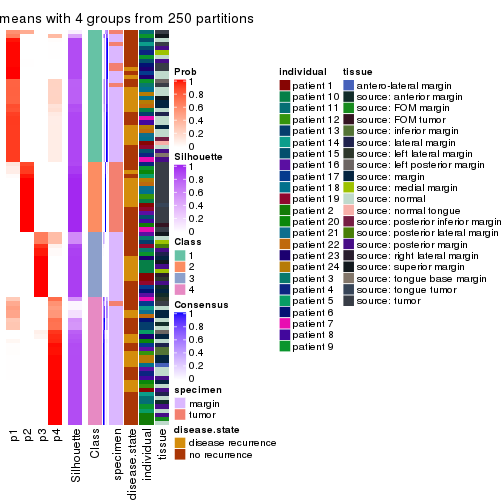 means with 4 groups from 250 partitions
Prob
1
0.8
0.6
0.4
0.2
0
Silhouette
1
0.8
0.6
0.4
0.2
0
Class
1
2
3
4
Consensus
1
0.8
0.6
0.4
0.2
0
specimen
margin
tumor
disease.state
disease recurrence
no recurrence
individual
patient 1
patient 10
patient 11
patient 12
patient 13
patient 14
patient 15
patient 16
patient 17
patient 18
patient 19
patient 2
patient 20
patient 21
patient 22
patient 23
patient 24
patient 3
patient 4
patient 5
patient 6
patient 7
patient 8
patient 9
tissue
antero-lateral margin
source: anterior margin
source: FOM margin
source: FOM tumor
source: inferior margin
source: lateral margin
source: left lateral margin
source: left posterior margin
source: margin
source: medial margin
source: normal
source: normal tongue
source: posterior inferior margin
source: posterior lateral margin
source: posterior margin
source: right lateral margin
source: superior margin
source: tongue base margin
source: tongue tumor
source: tumor
p1
p2
p3
p4
Silhouette
Class
specimen
disease.state
individual
tissue